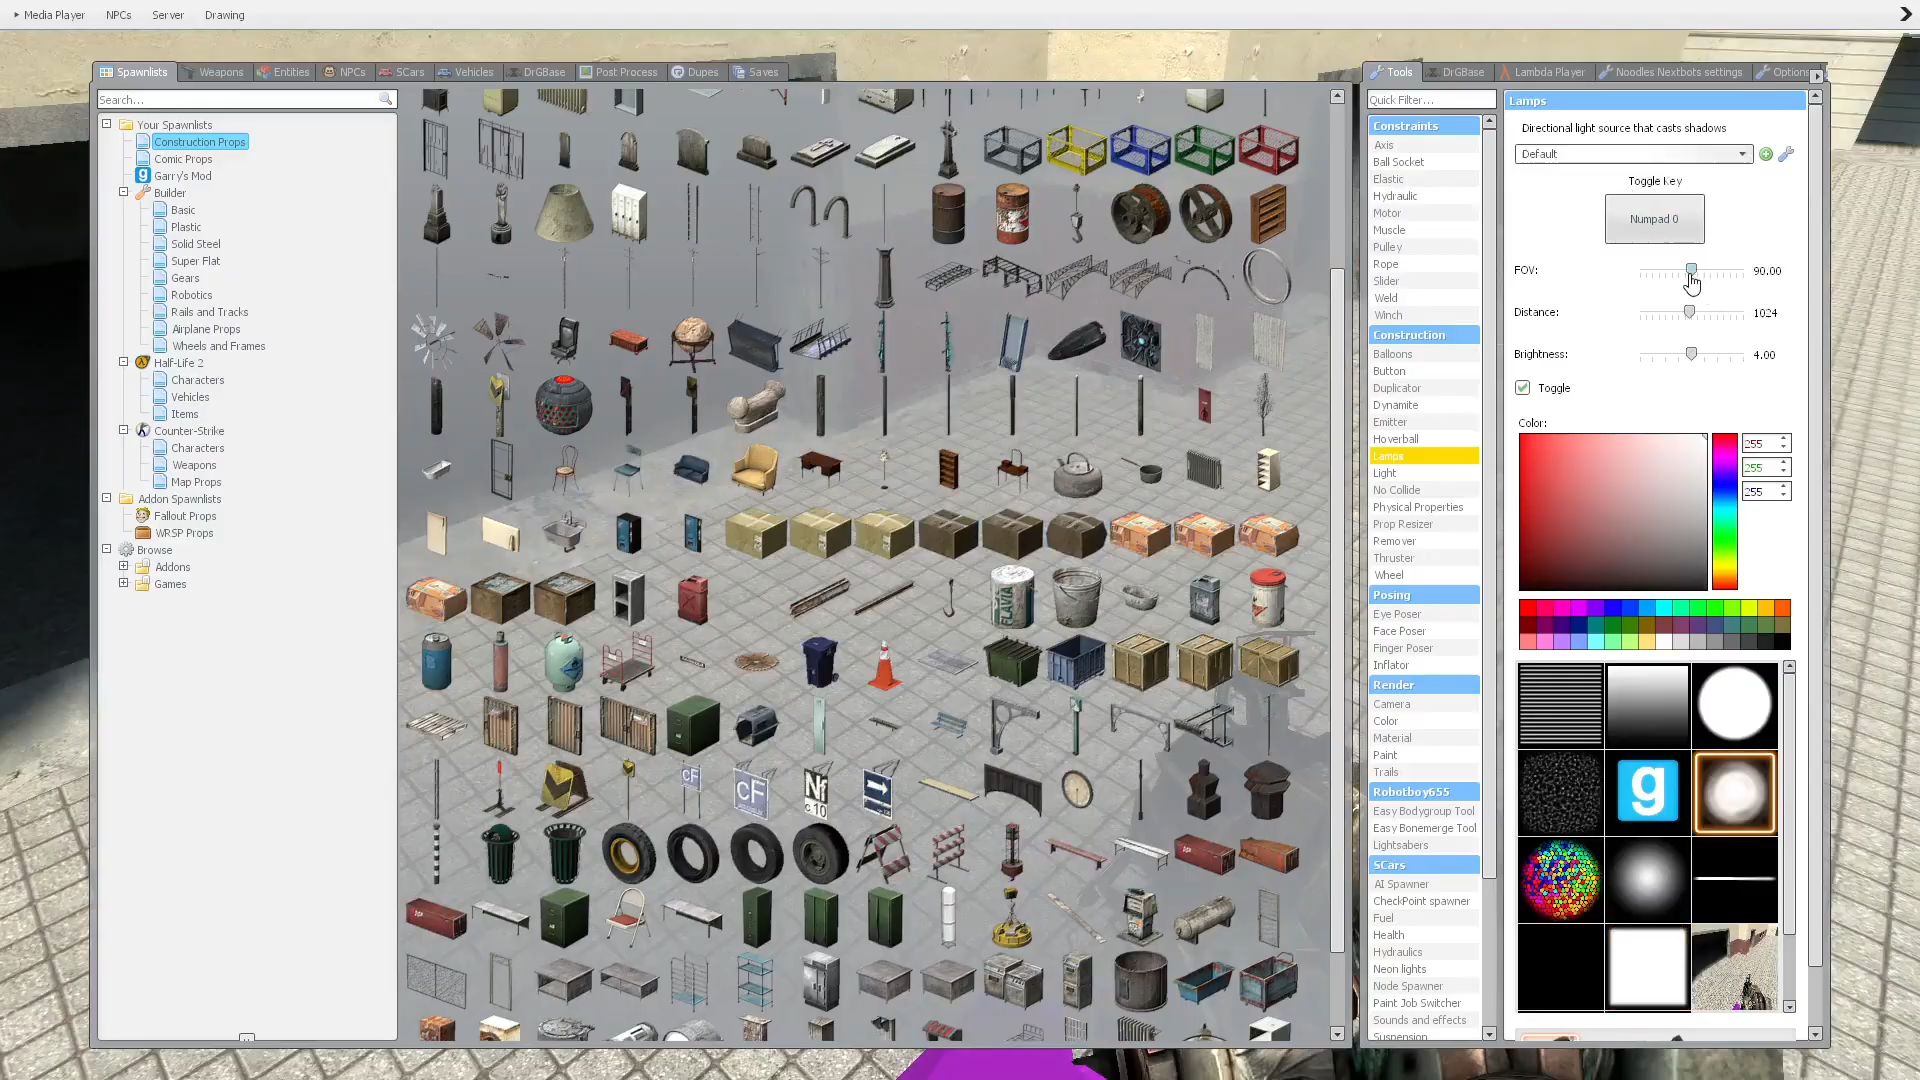 Media Player NPCs Server Drawing
Spawnlists Weapons Entities NPCs SCars Vehicles DrGBase Post Process Dupes Saves
Search...
Your Spawnlists
Construction Props
Comic Props
Garry's Mod
Builder
Basic
Plastic
Solid Steel
Super Flat
Gears
Robotics
Rails and Tracks
Airplane Props
Wheels and Frames
Half-Life 2
Characters
Vehicles
Items
Counter-Strike
Characters
Weapons
Map Props
Addon Spawnlists
Fallout Props
WRSP Props
Browse
Addons
Games
FLAVIA
cF
cF
Nf
c 10
Tools DrGBase Lambda Player Noodles Nextbots settings Options
Quick Filter...
Constraints
Axis
Ball Socket
Elastic
Hydraulic
Motor
Muscle
Pulley
Rope
Slider
Weld
Winch
Construction
Balloons
Button
Duplicator
Dynamite
Emitter
Hoverball
Lamps
Light
No Collide
Physical Properties
Prop Resizer
Remover
Thruster
Wheel
Posing
Eye Poser
Face Poser
Finger Poser
Inflator
Render
Camera
Color
Material
Paint
Trails
Robotboy655
Easy Bodygroup Tool
Easy Bonemerge Tool
Lightsabers
SCars
AI Spawner
CheckPoint spawner
Fuel
Health
Hydraulics
Neon lights
Node Spawner
Paint Job Switcher
Sounds and effects
Suspension
Lamps
Directional light source that casts shadows
Default
Toggle Key
Numpad 0
FOV: 90.00
Distance: 1024
Brightness: 4.00
Toggle
Color:
255
255
255
g